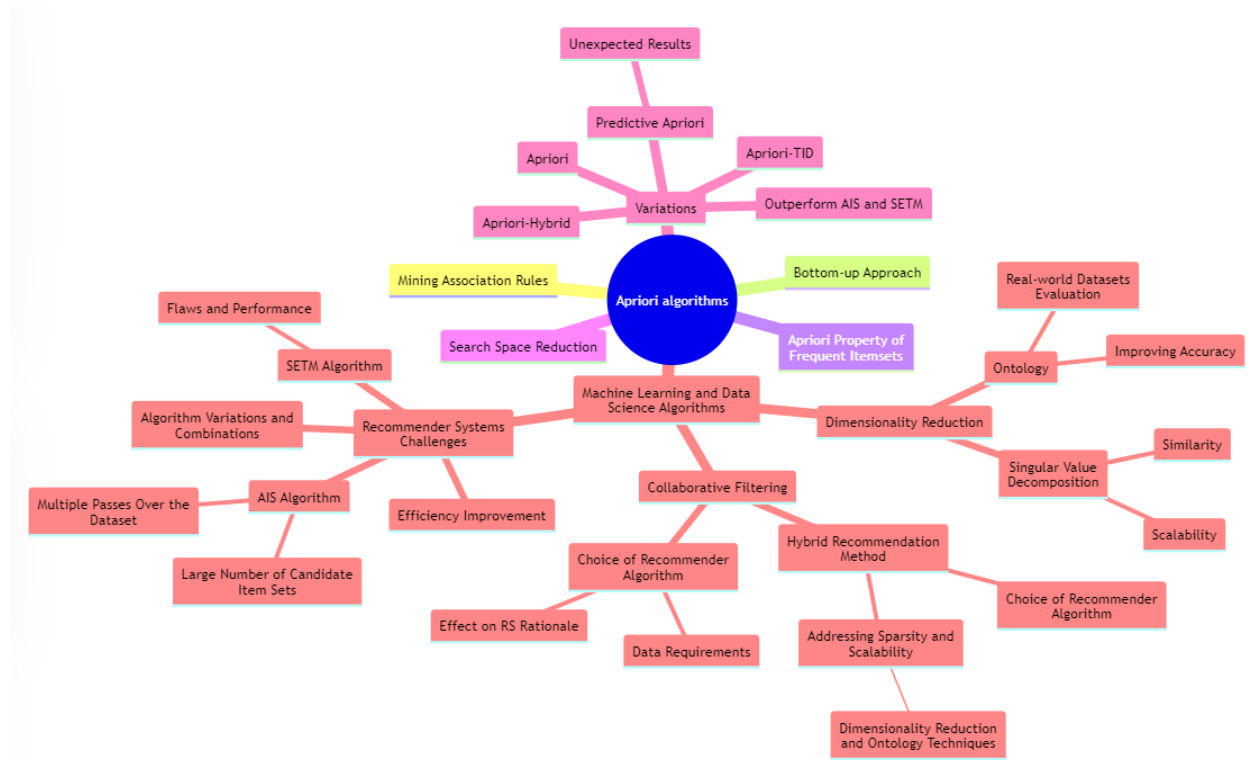 Unexpected Results
Predictive Apriori
Apriori
Apriori-TID
Apriori-Hybrid
Variations
Outperform AIS and SETM
Mining Association Rules
Apriori algorithms
Bottom-up Approach
Search Space Reduction
Apriori Property of
Frequent Itemsets
Real-world Datasets
Evaluation
Flaws and Performance
SETM Algorithm
Ontology
Improving Accuracy
Machine Learning and Data
Science Algorithms
Algorithm Variations and
Combinations
Recommender Systems
Challenges
Dimensionality Reduction
Similarity
Singular Value
Decomposition
Scalability
Multiple Passes Over the
Dataset
AIS Algorithm
Efficiency Improvement
Collaborative Filtering
Large Number of Candidate
Item Sets
Choice of Recommender
Algorithm
Hybrid Recommendation
Method
Effect on RS Rationale
Data Requirements
Choice of Recommender
Algorithm
Addressing Sparsity and
Scalability
Dimensionality Reduction
and Ontology Techniques